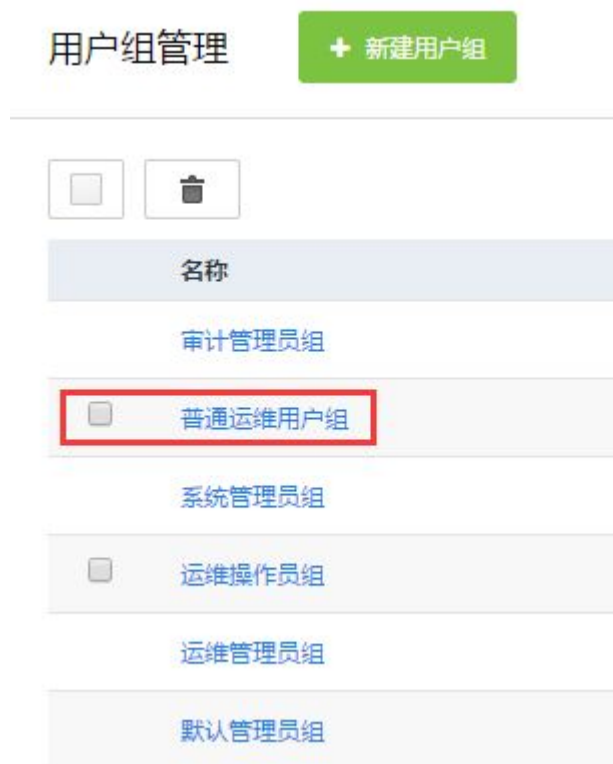 用户组管理
+ 新建用户组
名称
审计管理员组
普通运维用户组
系统管理员组
运维操作员组
运维管理员组
默认管理员组